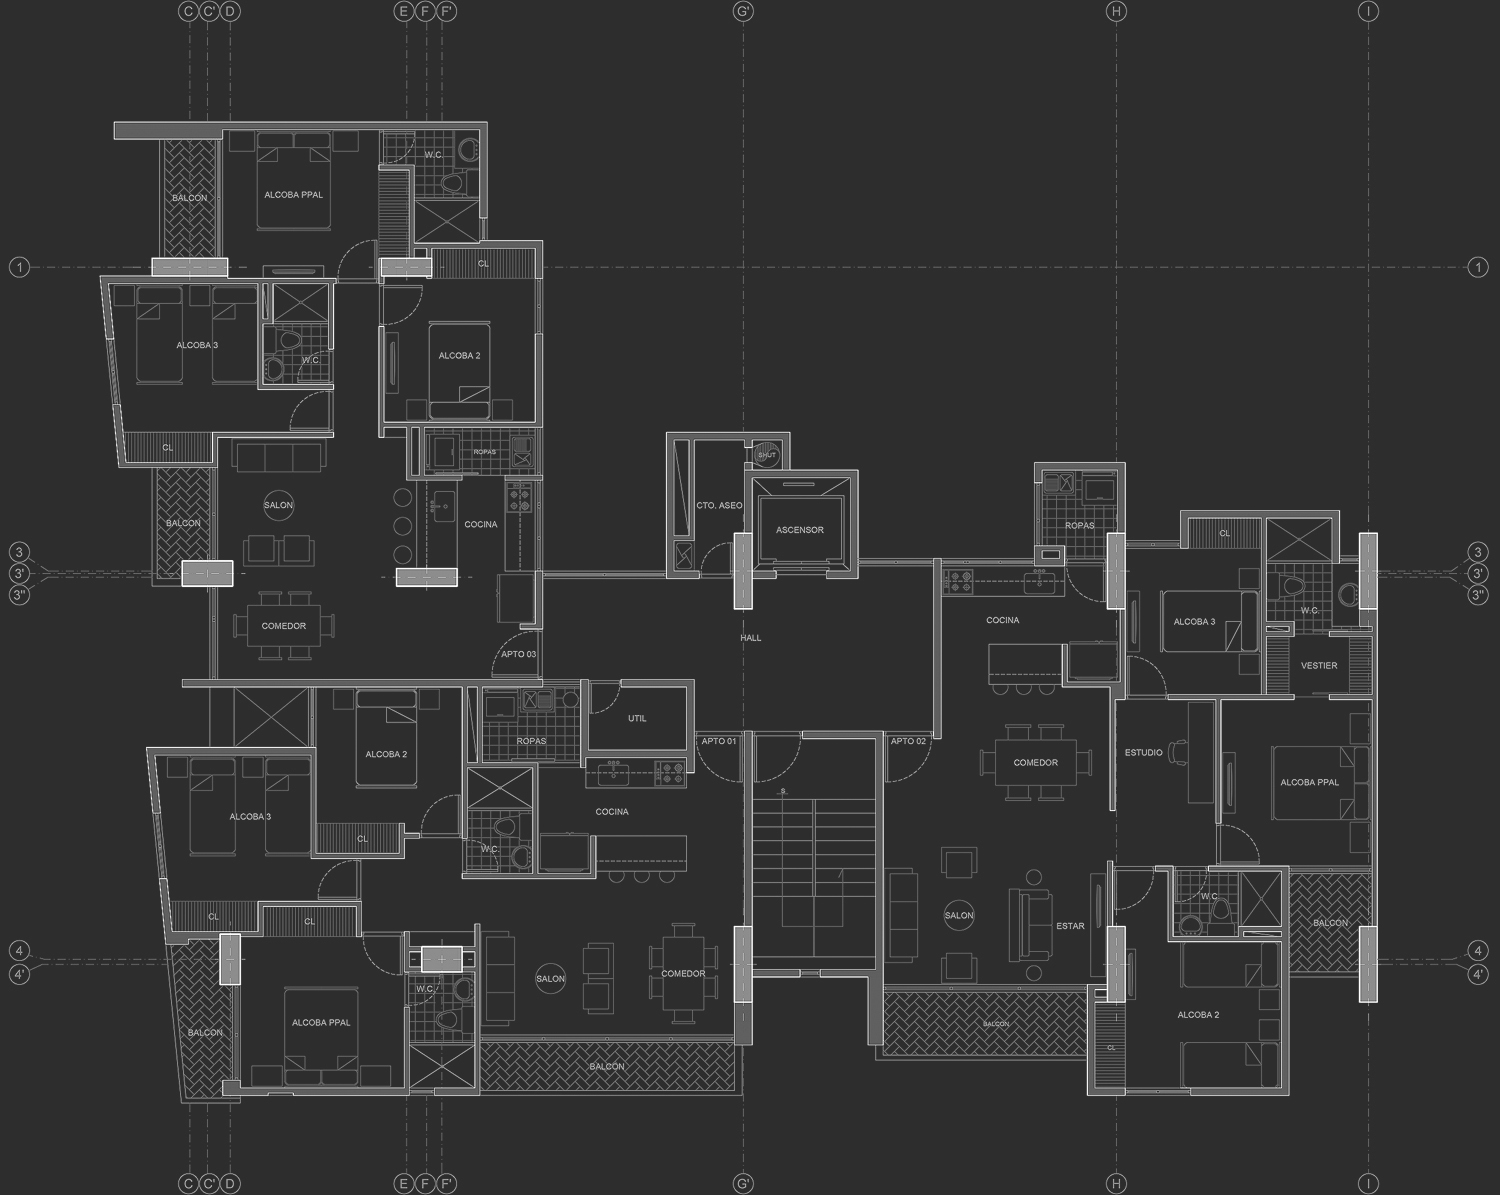 C C' D E F F' G' H I
W.C.
BALCON
ALCOBA PPAL
1
CL
1
ALCOBA 3
W.C.
ALCOBA 2
CL
ROPAS
SHUT
SALON
CTO. ASEO
BALCON
COCINA
ASCENSOR
ROPAS
CL
3
3
3'
3'
3"
3"
W.C.
COMEDOR
HALL
COCINA
ALCOBA 3
APTO 03
VESTIER
UTIL
ROPAS
APTO 01
APTO 02
ALCOBA 2
ESTUDIO
COMEDOR
ALCOBA PPAL
S
COCINA
ALCOBA 3
CL
W.C.
W.C.
CL
CL
SALON
ESTAR
BALCON
4
4
4'
4'
SALON
COMEDOR
W.C.
ALCOBA PPAL
BALCON
BALCON
ALCOBA 2
CL
BALCON
C C' D E F F' G' H I